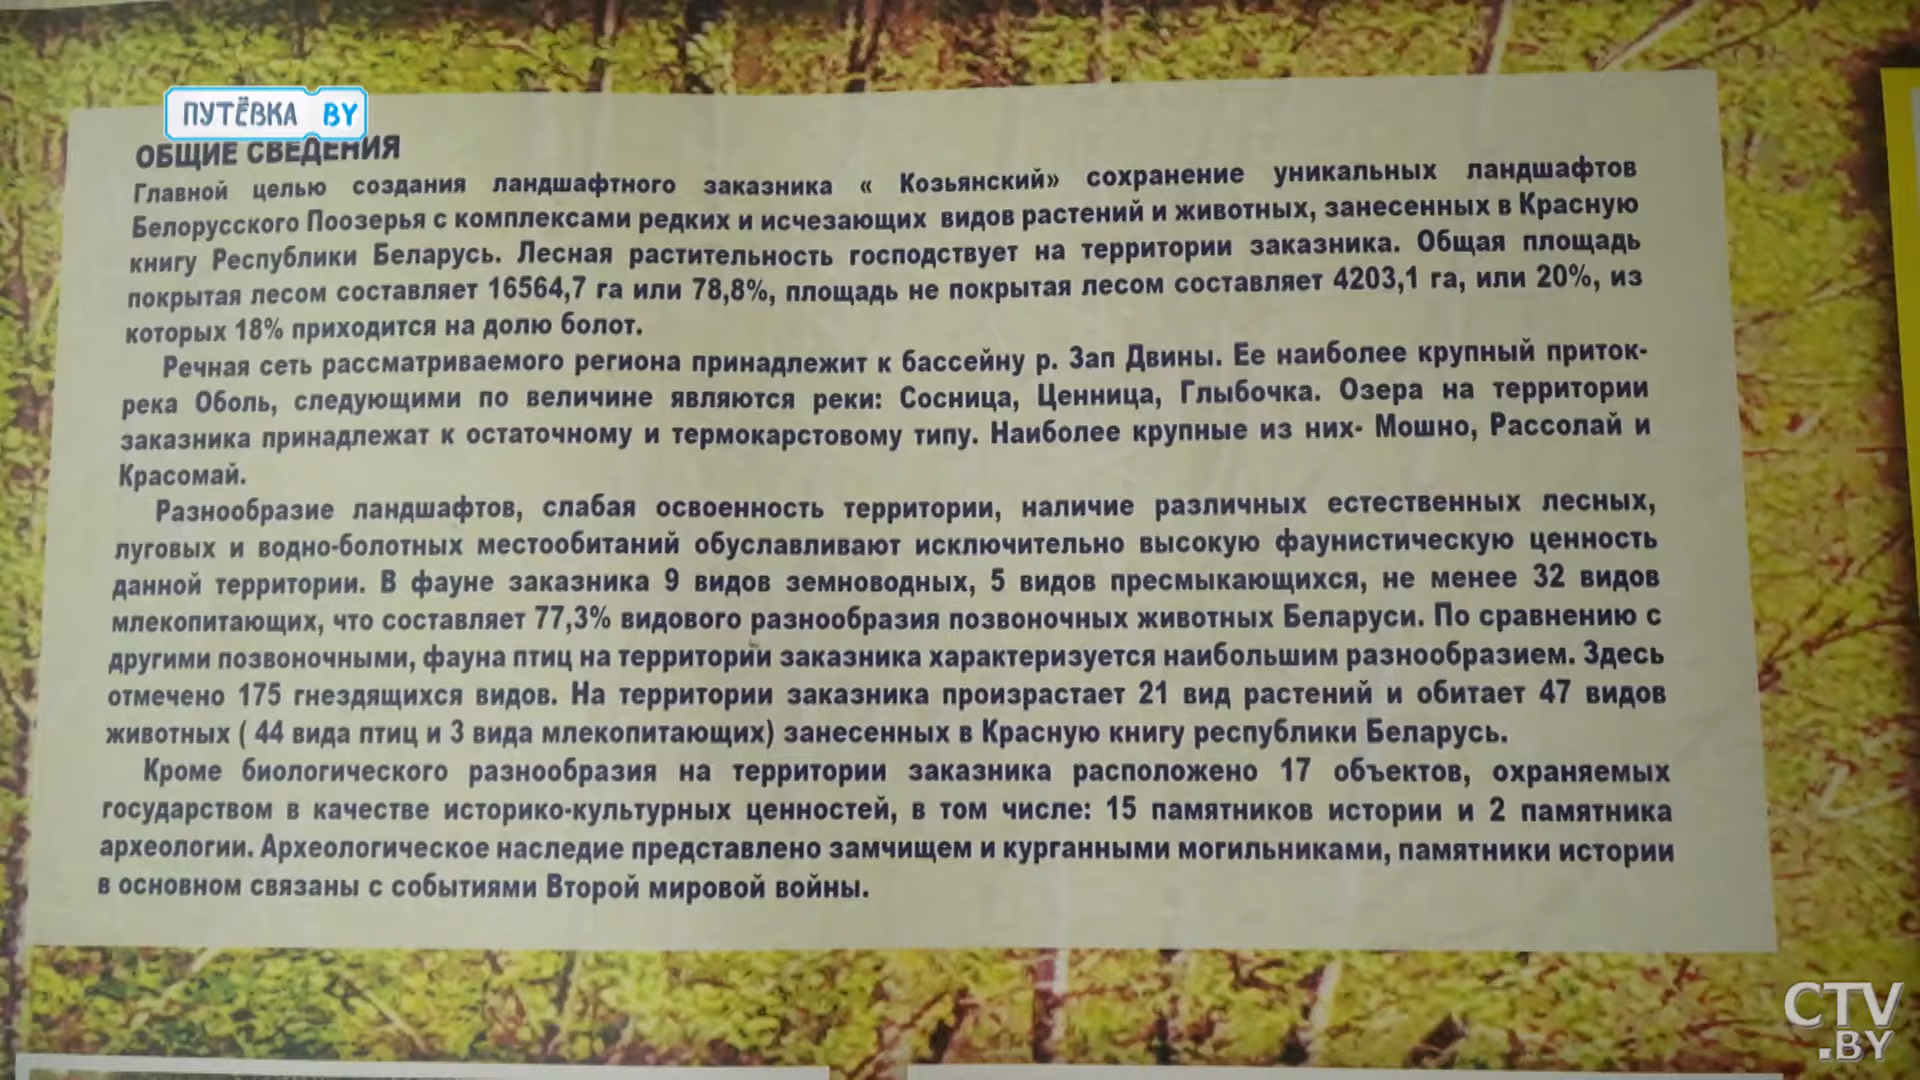 ПУТЁВКА BY
ОБЩИЕ СВЕДЕНИЯ
Главной целью создания ландшафтного заказника « Козьянский» сохранение уникальных ландшафтов
Белорусского Поозерья с комплексами редких и исчезающих видов растений и животных, занесенных в Красную
книгу Республики Беларусь. Лесная растительность господствует на территории заказника. Общая площадь
покрытая лесом составляет 16564,7 га или 78,8%, площадь не покрытая лесом составляет 4203,1 га, или 20%, из
которых 18% приходится на долю болот.
Речная сеть рассматриваемого региона принадлежит к бассейну р. Зап Двины. Ее наиболее крупный приток-
река Оболь, следующими по величине являются реки: Сосница, Ценница, Глыбочка. Озера на территории
заказника принадлежат к остаточному и термокарстовому типу. Наиболее крупные из них- Мошно, Рассолай и
Красомай.
Разнообразие ландшафтов, слабая освоенность территории, наличие различных естественных лесных,
луговых и водно-болотных местообитаний обуславливают исключительно высокую фаунистическую ценность
данной территории. В фауне заказника 9 видов земноводных, 5 видов пресмыкающихся, не менее 32 видов
млекопитающих, что составляет 77,3% видового разнообразия позвоночных животных Беларуси. По сравнению с
другими позвоночными, фауна птиц на территории заказника характеризуется наибольшим разнообразием. Здесь
отмечено 175 гнездящихся видов. На территории заказника произрастает 21 вид растений и обитает 47 видов
животных ( 44 вида птиц и 3 вида млекопитающих) занесенных в Красную книгу республики Беларусь.
Кроме биологического разнообразия на территории заказника расположено 17 объектов, охраняемых
государством в качестве историко-культурных ценностей, в том числе: 15 памятников истории и 2 памятника
археологии. Археологическое наследие представлено замчищем и курганными могильниками, памятники истории
в основном связаны с событиями Второй мировой войны.
CTV
.BY